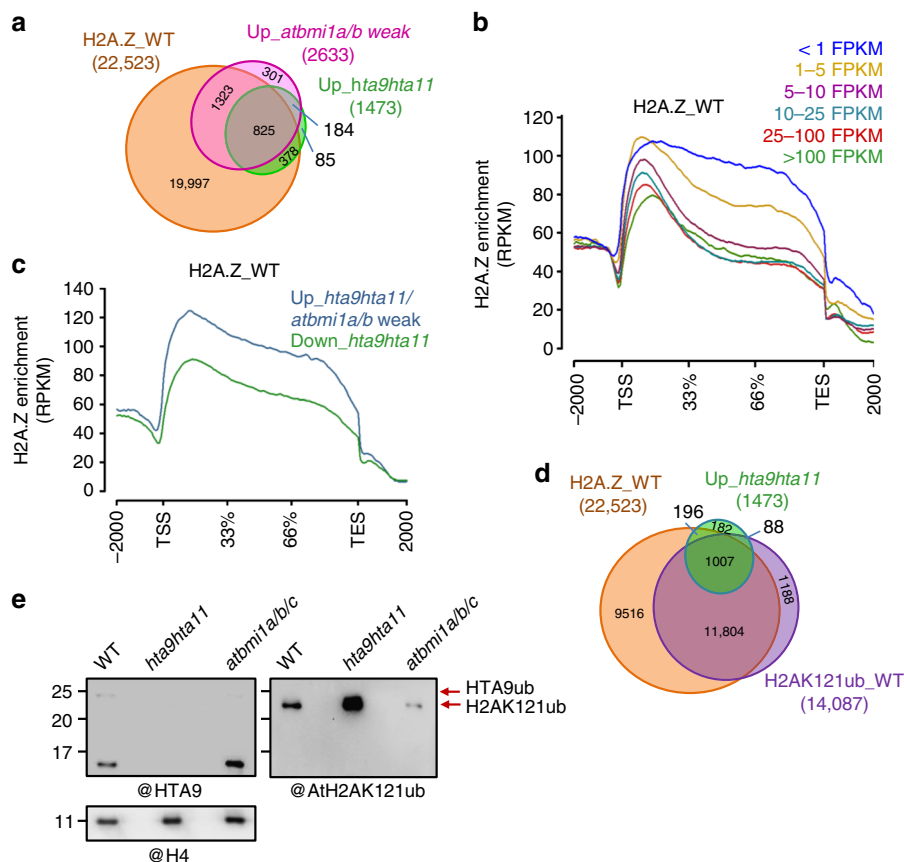 a
H2A.Z_WT
(22,523)
Up_atbmi1a/b weak
(2633)
Up_hta9hta11
(1473)
301
1323
825
184
378
85
19,997
b
H2A.Z_WT
< 1 FPKM
1–5 FPKM
5–10 FPKM
10–25 FPKM
25–100 FPKM
>100 FPKM
H2A.Z enrichment
(RPKM)
120
100
80
60
40
20
0
–2000
TSS
33%
66%
TES
2000
c
H2A.Z_WT
Up_hta9hta11/
atbmi1a/b weak
Down_hta9hta11
H2A.Z enrichment
(RPKM)
140
120
100
80
60
40
20
0
–2000
TSS
33%
66%
TES
2000
d
H2A.Z_WT
(22,523)
Up_hta9hta11
(1473)
196
182
88
1007
1188
9516
11,804
H2AK121ub_WT
(14,087)
e
WT
hta9hta11
atbmi1a/b/c
WT
hta9hta11
atbmi1a/b/c
25
20
17
HTA9ub
H2AK121ub
@HTA9
@AtH2AK121ub
11
@H4